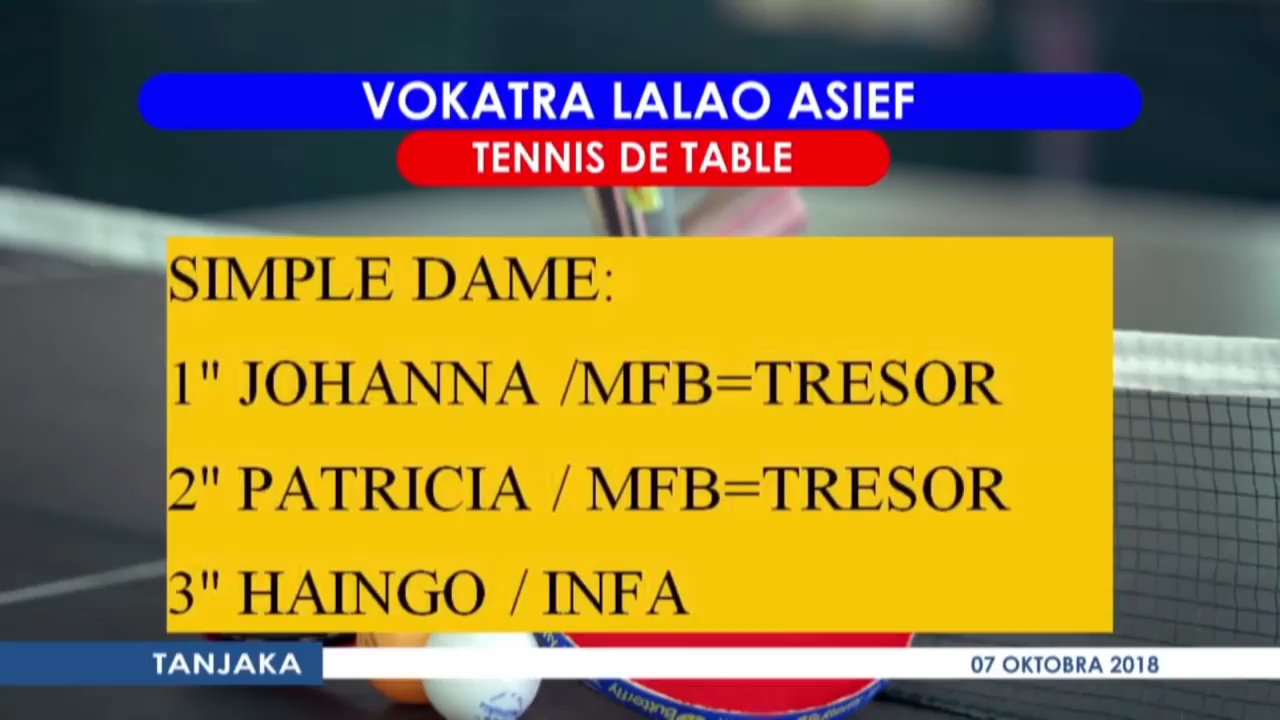 VOKATRA LALAO ASIEF
TENNIS DE TABLE
SIMPLE DAME:
1" JOHANNA /MFB=TRESOR
2" PATRICIA / MFB=TRESOR
3" HAINGO / INFA
TANJAKA
07 OKTOBRA 2018
Butterfly